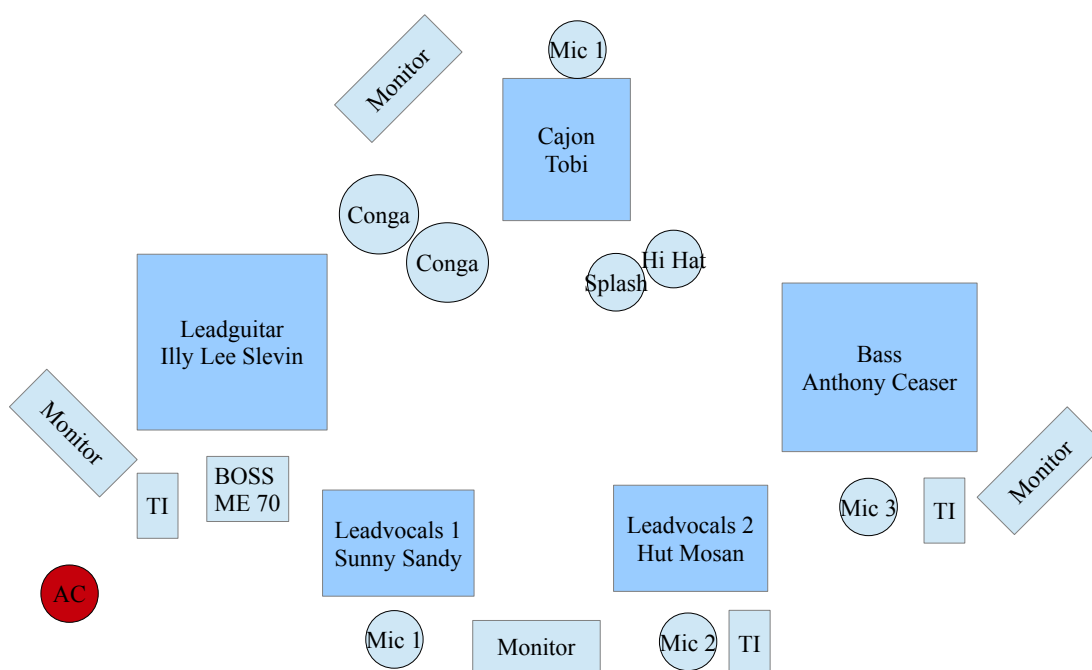 Mic 1
Monitor
Cajon
Tobi
Conga
Conga
Hi Hat
Splash
Leadguitar
Illy Lee Slevin
Bass
Anthony Ceaser
Monitor
Monitor
BOSS
ME 70
TI
Mic 3
TI
Leadvocals 1
Sunny Sandy
Leadvocals 2
Hut Mosan
AC
Mic 1
Monitor
Mic 2
TI